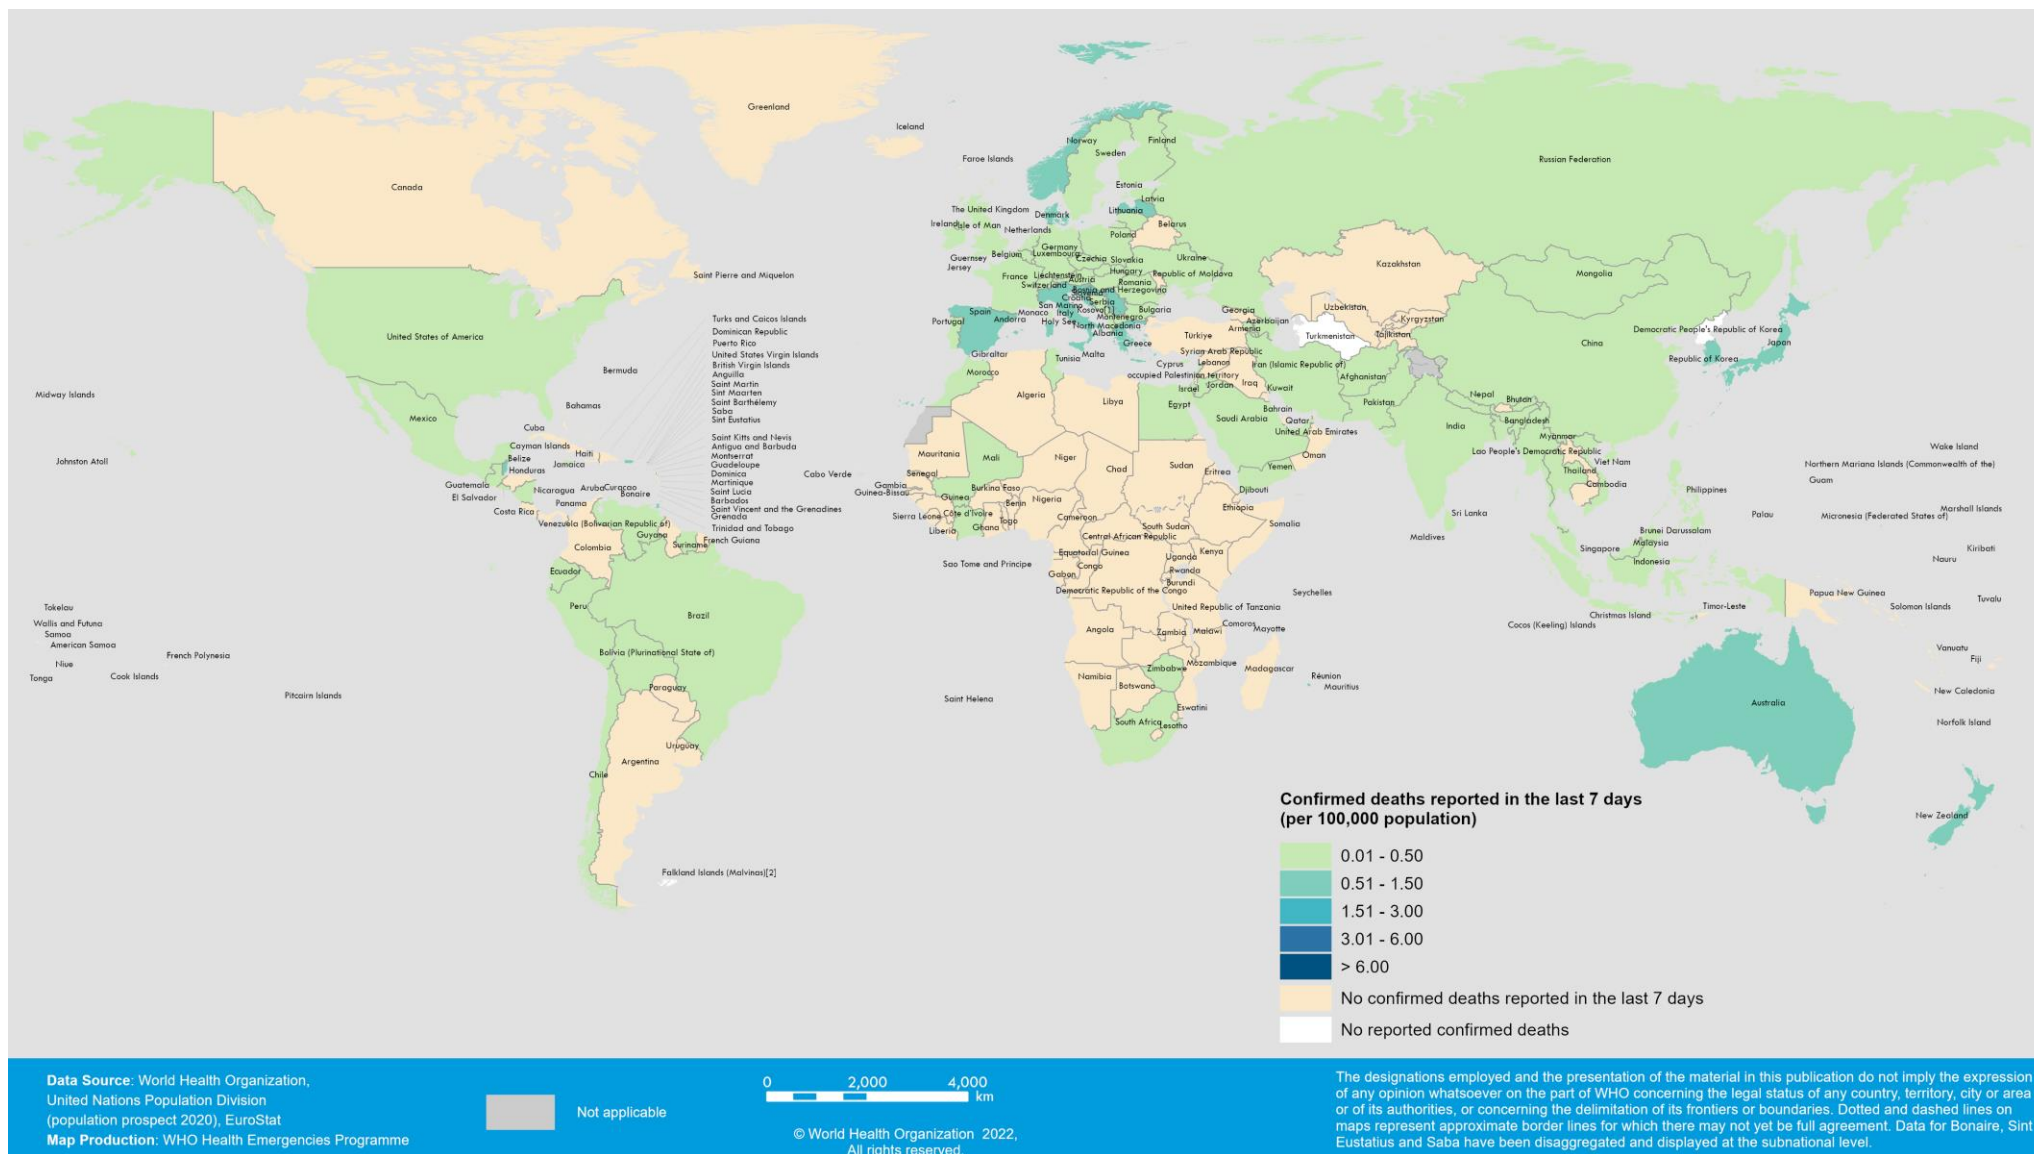 Greenland
Iceland
Faroe Islands
Norway
Sweden
Finland
Russian Federation
Canada
Estonia
Latvia
Lithuania
The United Kingdom
Denmark
Isle of Man
Ireland
Netherlands
Belarus
Poland
Germany
Guernsey
Belgium
Luxembourg
Czechia
Slovakia
Ukraine
Jersey
Kazakhstan
Saint Pierre and Miquelon
France
Liechtenstein
Austria
Hungary
Republic of Moldova
Mongolia
Switzerland
Romania
Bosnia and Herzegovina
Croatia
Serbia
San Marino
Uzbekistan
Spain
Monaco
Italy
Kosovo[1]
Bulgaria
Georgia
Turks and Caicos Islands
Portugal
Andorra
Holy See
Montenegro
North Macedonia
Azerbaijan
Kyrgyzstan
Dominican Republic
Albania
Armenia
Tajikistan
Democratic People's Republic of Korea
United States of America
Türkiye
Turkmenistan
Puerto Rico
Greece
China
Japan
United States Virgin Islands
Gibraltar
Tunisia
Malta
Syrian Arab Republic
Republic of Korea
British Virgin Islands
Cyprus
Lebanon
Iran (Islamic Republic of)
Bermuda
Anguilla
Morocco
occupied Palestinian territory
Afghanistan
Saint Martin
Israel
Jordan
Iraq
Kuwait
Midway Islands
Sint Maarten
Algeria
Libya
Nepal
Bhutan
Bahamas
Saint Barthélemy
Egypt
Bahrain
Pakistan
Saba
Saudi Arabia
Qatar
Bangladesh
Mexico
Sint Eustatius
India
Cuba
United Arab Emirates
Saint Kitts and Nevis
Myanmar
Cayman Islands
Antigua and Barbuda
Wake Island
Haiti
Mauritania
Mali
Niger
Oman
Lao People's Democratic Republic
Johnston Atoll
Belize
Jamaica
Montserrat
Chad
Sudan
Yemen
Viet Nam
Northern Mariana Islands (Commonwealth of the)
Honduras
Guadeloupe
Cabo Verde
Senegal
Eritrea
Thailand
Guam
Guatemala
Dominica
Gambia
Burkina Faso
Cambodia
Nicaragua
Aruba
Curacao
Martinique
Guinea-Bissau
Guinea
Benin
Nigeria
Djibouti
Philippines
El Salvador
Bonaire
Saint Lucia
Panama
Barbados
Ethiopia
Marshall Islands
Costa Rica
Saint Vincent and the Grenadines
Sierra Leone
Côte d'Ivoire
Togo
Cameroon
Sri Lanka
Palau
Micronesia (Federated States of)
Grenada
Liberia
Ghana
South Sudan
Somalia
Venezuela (Bolivarian Republic of)
Trinidad and Tobago
Brunei Darussalam
Guyana
Central African Republic
Maldives
Suriname
French Guiana
Malaysia
Colombia
Equatorial Guinea
Uganda
Kenya
Singapore
Kiribati
Sao Tome and Principe
Congo
Indonesia
Nauru
Ecuador
Gabon
Rwanda
Burundi
Democratic Republic of the Congo
Seychelles
Papua New Guinea
Tokelau
Peru
United Republic of Tanzania
Timor-Leste
Solomon Islands
Tuvalu
Brazil
Christmas Island
Wallis and Futuna
Comoros
Cocos (Keeling) Islands
Samoa
Angola
Zambia
Malawi
Mayotte
American Samoa
Bolivia (Plurinational State of)
Vanuatu
French Polynesia
Fiji
Niue
Mozambique
Zimbabwe
Madagascar
Tonga
Cook Islands
Namibia
Réunion
Paraguay
Botswana
Mauritius
Pitcairn Islands
New Caledonia
Saint Helena
Australia
Eswatini
South Africa
Lesotho
Norfolk Island
Uruguay
Argentina
Chile
New Zealand
Falkland Islands (Malvinas)[2]
Confirmed deaths reported in the last 7 days
(per 100,000 population)
0.01 - 0.50
0.51 - 1.50
1.51 - 3.00
3.01 - 6.00
> 6.00
No confirmed deaths reported in the last 7 days
No reported confirmed deaths
Data Source: World Health Organization,
United Nations Population Division
(population prospect 2020), EuroStat
Map Production: WHO Health Emergencies Programme
Not applicable
0 2,000 4,000
km
© World Health Organization 2022,
All rights reserved.
The designations employed and the presentation of the material in this publication do not imply the expression
of any opinion whatsoever on the part of WHO concerning the legal status of any country, territory, city or area
or of its authorities, or concerning the delimitation of its frontiers or boundaries. Dotted and dashed lines on
maps represent approximate border lines for which there may not yet be full agreement. Data for Bonaire, Sint
Eustatius and Saba have been disaggregated and displayed at the subnational level.